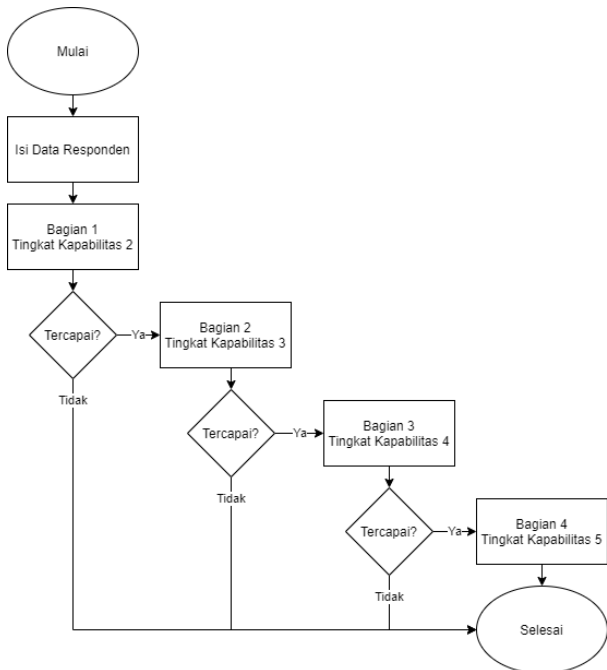 Mulai
Isi Data Responden
Bagian 1
Tingkat Kapabilitas 2
Tercapai?
Ya
Bagian 2
Tingkat Kapabilitas 3
Tidak
Tercapai?
Ya
Bagian 3
Tingkat Kapabilitas 4
Tidak
Tercapai?
Ya
Bagian 4
Tingkat Kapabilitas 5
Tidak
Selesai